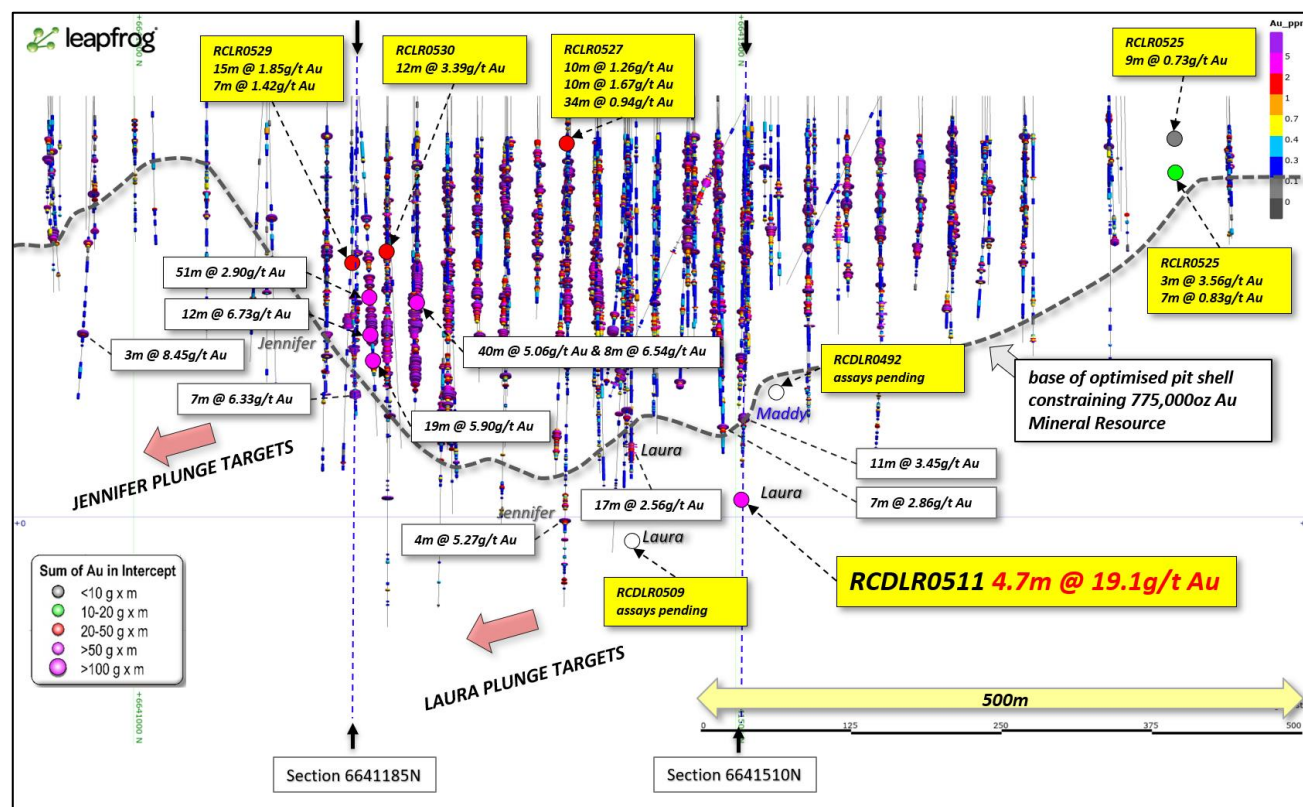 leapfrog®
RCLR0529
15m @ 1.85g/t Au
7m @ 1.42g/t Au
RCLR0530
12m @ 3.39g/t Au
RCLR0527
10m @ 1.26g/t Au
10m @ 1.67g/t Au
34m @ 0.94g/t Au
RCLR0525
9m @ 0.73g/t Au
Au_ppm
5
2
1
0.7
0.4
0.3
0.1
0
RCLR0525
3m @ 3.56g/t Au
7m @ 0.83g/t Au
51m @ 2.90g/t Au
12m @ 6.73g/t Au
Jennifer
3m @ 8.45g/t Au
40m @ 5.06g/t Au & 8m @ 6.54g/t Au
7m @ 6.33g/t Au
19m @ 5.90g/t Au
RCDLR0492
assays pending
Maddy
base of optimised pit shell
constraining 775,000oz Au
Mineral Resource
JENNIFER PLUNGE TARGETS
Laura
11m @ 3.45g/t Au
17m @ 2.56g/t Au
Laura
7m @ 2.86g/t Au
+0
Jennifer
4m @ 5.27g/t Au
Laura
RCDLR0511 4.7m @ 19.1g/t Au
RCDLR0509
assays pending
Sum of Au in Intercept
<10 g x m
10-20 g x m
20-50 g x m
>50 g x m
>100 g x m
LAURA PLUNGE TARGETS
+6641000 N
500m
0
125
250
375
500
Section 6641185N
Section 6641510N